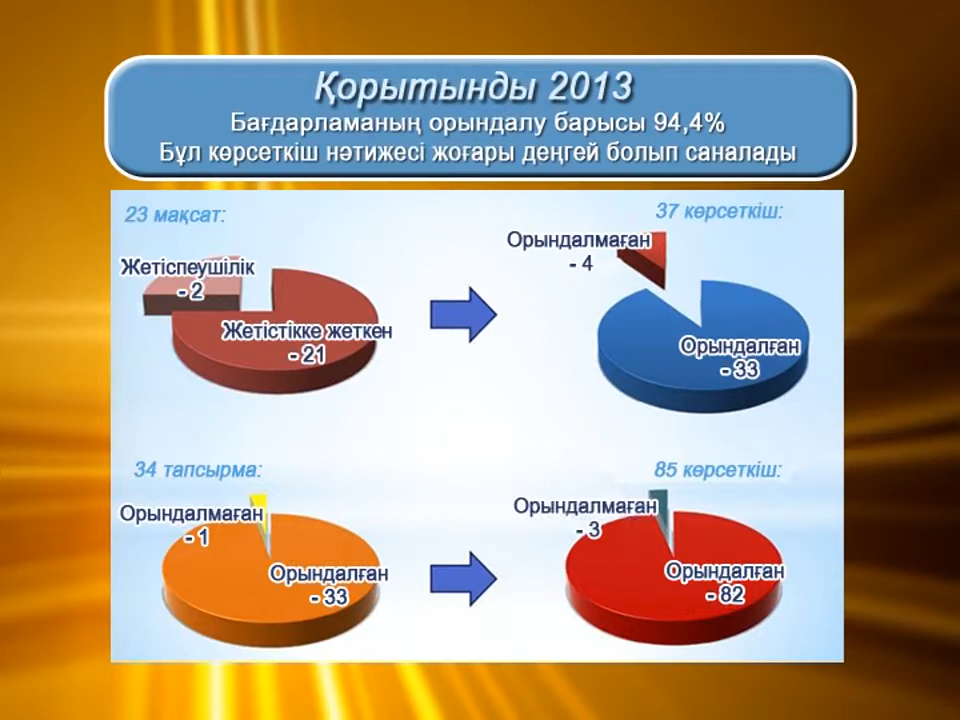 Қорытынды 2013
Бағдарламаның орындалу барысы 94,4%
Бұл көрсеткіш нәтижесі жоғары деңгей болып саналады
23 мақсат:
Жетіспеушілік
- 2
Жетістікке жеткен
- 21
37 көрсеткіш:
Орындалмаған
- 4
Орындалған
- 33
34 тапсырма:
Орындалмаған
- 1
Орындалған
- 33
85 көрсеткіш:
Орындалмаған
- 3
Орындалған
- 82